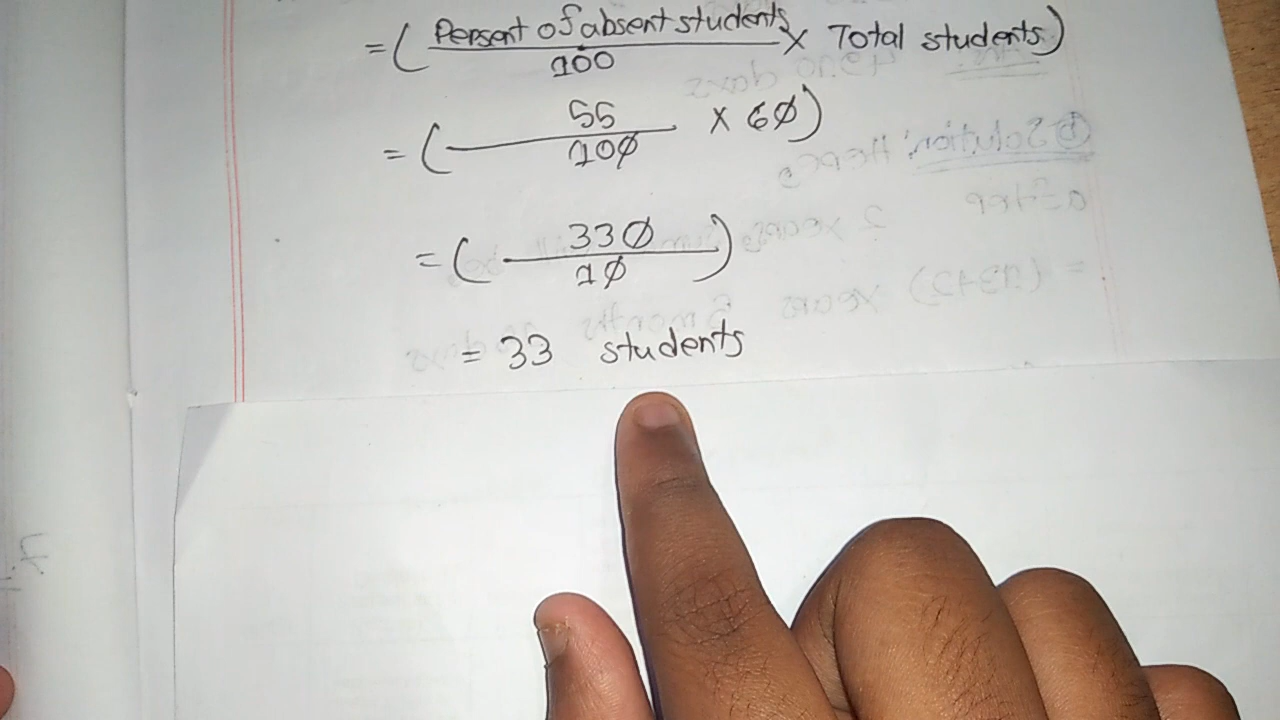 = ( Persent of absent students / 100 × Total students )
= ( 55 / 100 × 60 )
= ( 330 / 10 )
= 33 students